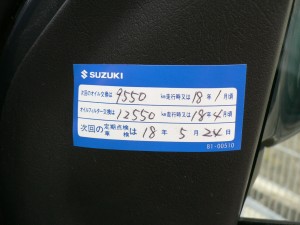 SUZUKI
次回のオイル交換は 9550 km走行時又は 18 年 1 月頃
オイルフィルター交換は 12550 km走行時又は 18 年 4 月頃
次回の 定期点検 車検 は 18 年 5 月 24 日
61-00510